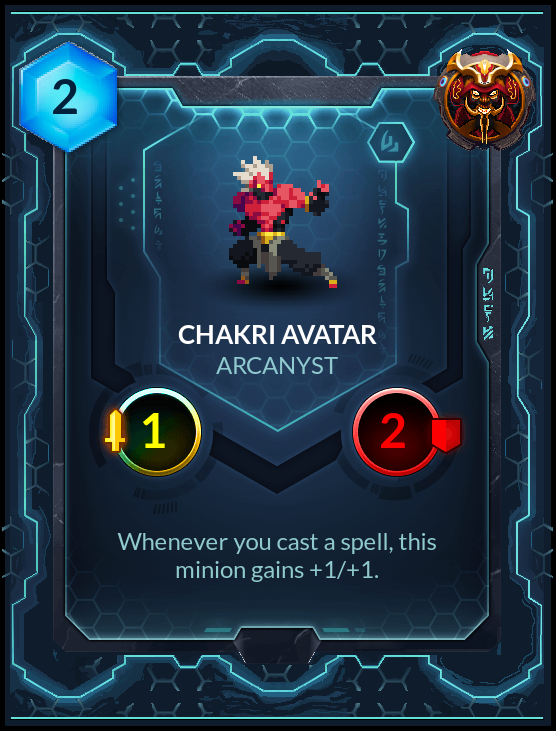 2
CHAKRI AVATAR
ARCANYST
1 2
Whenever you cast a spell, this
minion gains +1/+1.